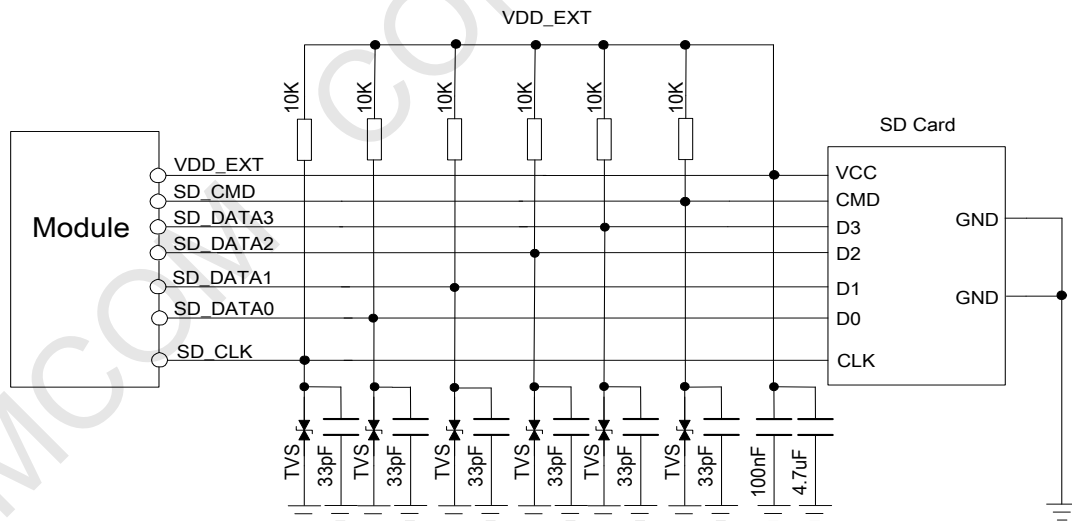 VDD_EXT
10K
10K
10K
10K
10K
10K
SD Card
Module
VDD_EXT
SD_CMD
SD_DATA3
SD_DATA2
SD_DATA1
SD_DATA0
SD_CLK
VCC
CMD
D3
D2
D1
D0
CLK
GND
GND
TVS
33pF
TVS
33pF
TVS
33pF
TVS
33pF
TVS
33pF
TVS
33pF
100nF
4.7uF
MCOM
COM